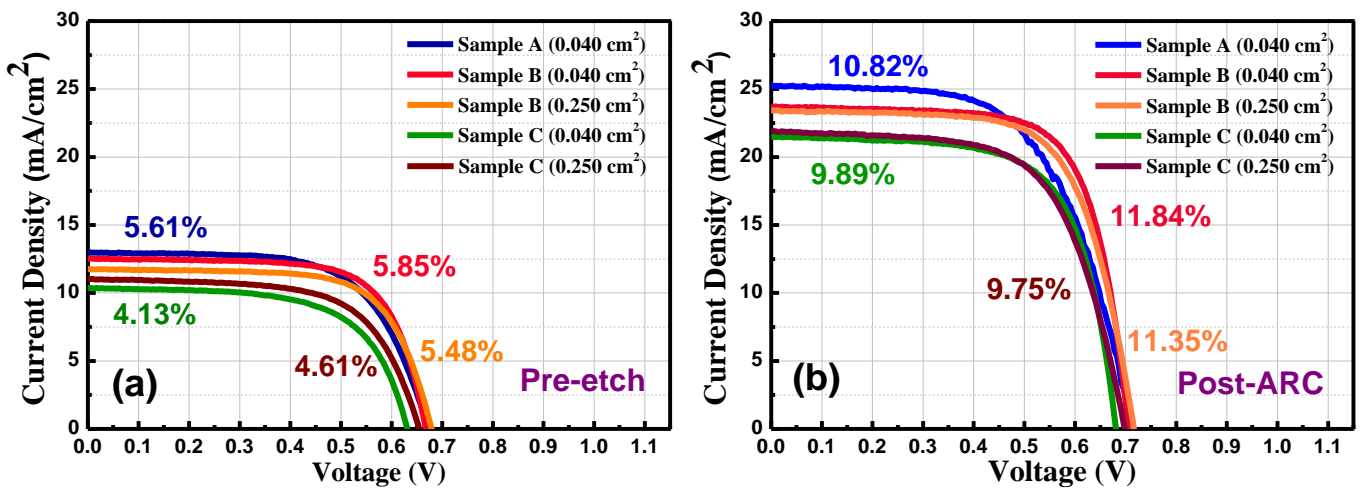 (a)
30
25
20
15
10
5
0
Current Density (mA/cm²)
Sample A (0.040 cm²)
Sample B (0.040 cm²)
Sample B (0.250 cm²)
Sample C (0.040 cm²)
Sample C (0.250 cm²)
5.61%
5.85%
4.13%
4.61%
5.48%
(a)
Pre-etch
0.0 0.1 0.2 0.3 0.4 0.5 0.6 0.7 0.8 0.9 1.0 1.1
Voltage (V)
(b)
30
25
20
15
10
5
0
Current Density (mA/cm²)
Sample A (0.040 cm²)
Sample B (0.040 cm²)
Sample B (0.250 cm²)
Sample C (0.040 cm²)
Sample C (0.250 cm²)
10.82%
9.89%
11.84%
9.75%
11.35%
(b)
Post-ARC
0.0 0.1 0.2 0.3 0.4 0.5 0.6 0.7 0.8 0.9 1.0 1.1
Voltage (V)